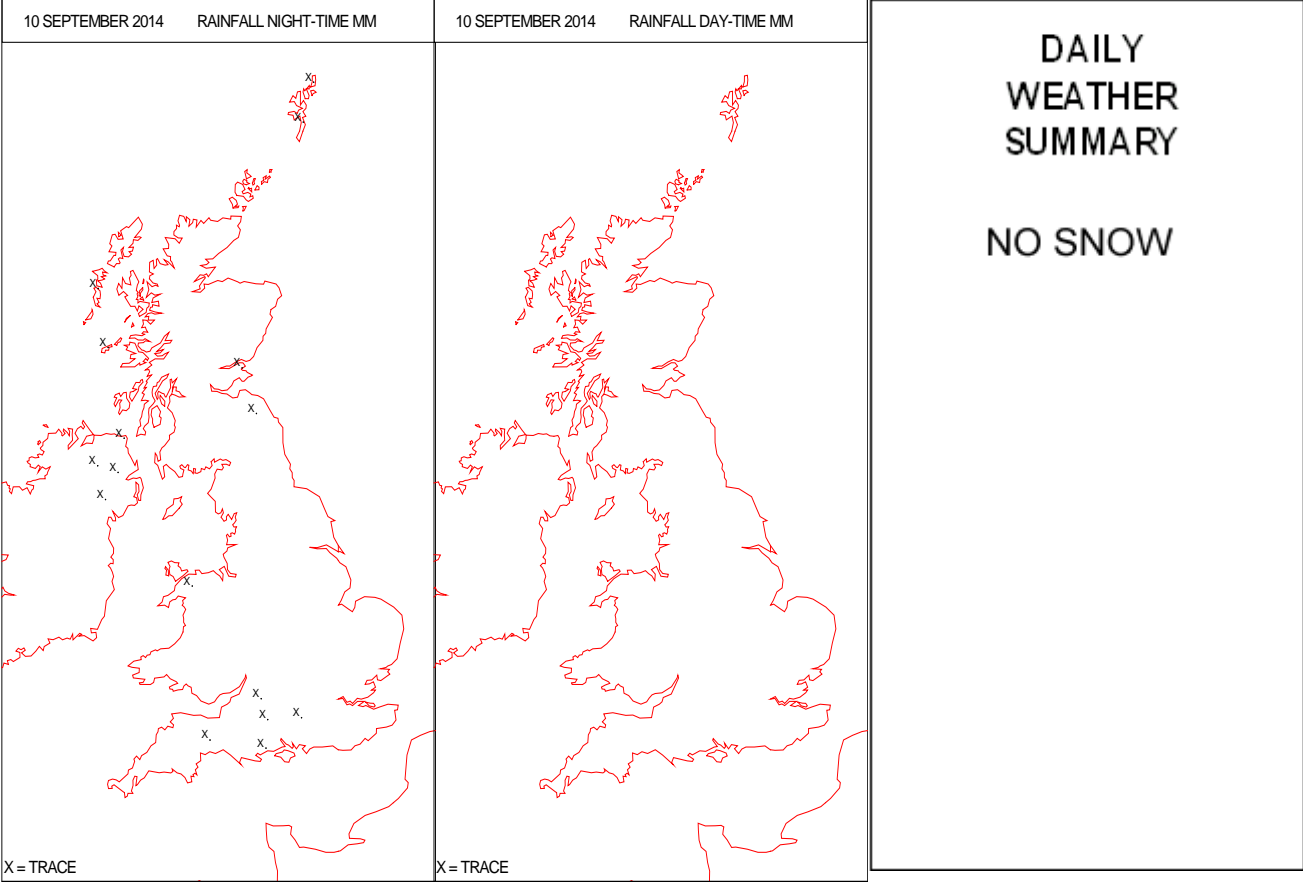 10 SEPTEMBER 2014 RAINFALL NIGHT-TIME MM
X
X.
X
X.
X
X.
X.
X.
X.
X.
X.
X.
X.
X.
X.
X.
X = TRACE
10 SEPTEMBER 2014 RAINFALL DAY-TIME MM
X = TRACE
DAILY
WEATHER
SUMMARY
NO SNOW